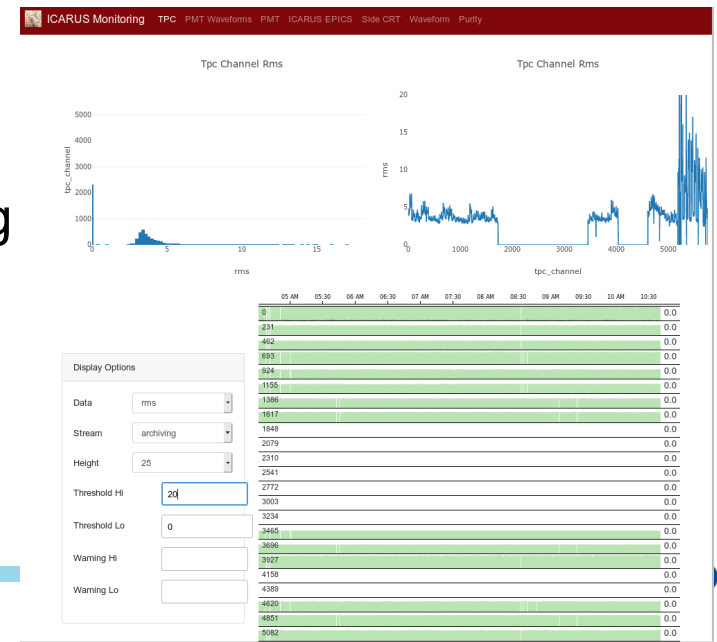 ICARUS Monitoring TPC PMT Waveforms PMT ICARUS EPICS Side CRT Waveform Purity
g
Tpc Channel Rms
5000
4000
3000
2000
1000
0
tpc_channel
0 5 10 15
rms
Tpc Channel Rms
20
15
10
5
0
rms
0 1000 2000 3000 4000 5000
tpc_channel
05 AM 05:30 06 AM 06:30 07 AM 07:30 08 AM 08:30 09 AM 09:30 10 AM 10:30
0 0.0
231 0.0
462 0.0
693 0.0
924 0.0
1155 0.0
1386 0.0
1617 0.0
1848 0.0
2079 0.0
2310 0.0
2541 0.0
2772 0.0
3003 0.0
3234 0.0
3465 0.0
3696 0.0
3927 0.0
4158 0.0
4389 0.0
4620 0.0
4851 0.0
5082 0.0
Display Options
Data rms
Stream archiving
Height 25
Threshold Hi 20
Threshold Lo 0
Warning Hi
Warning Lo